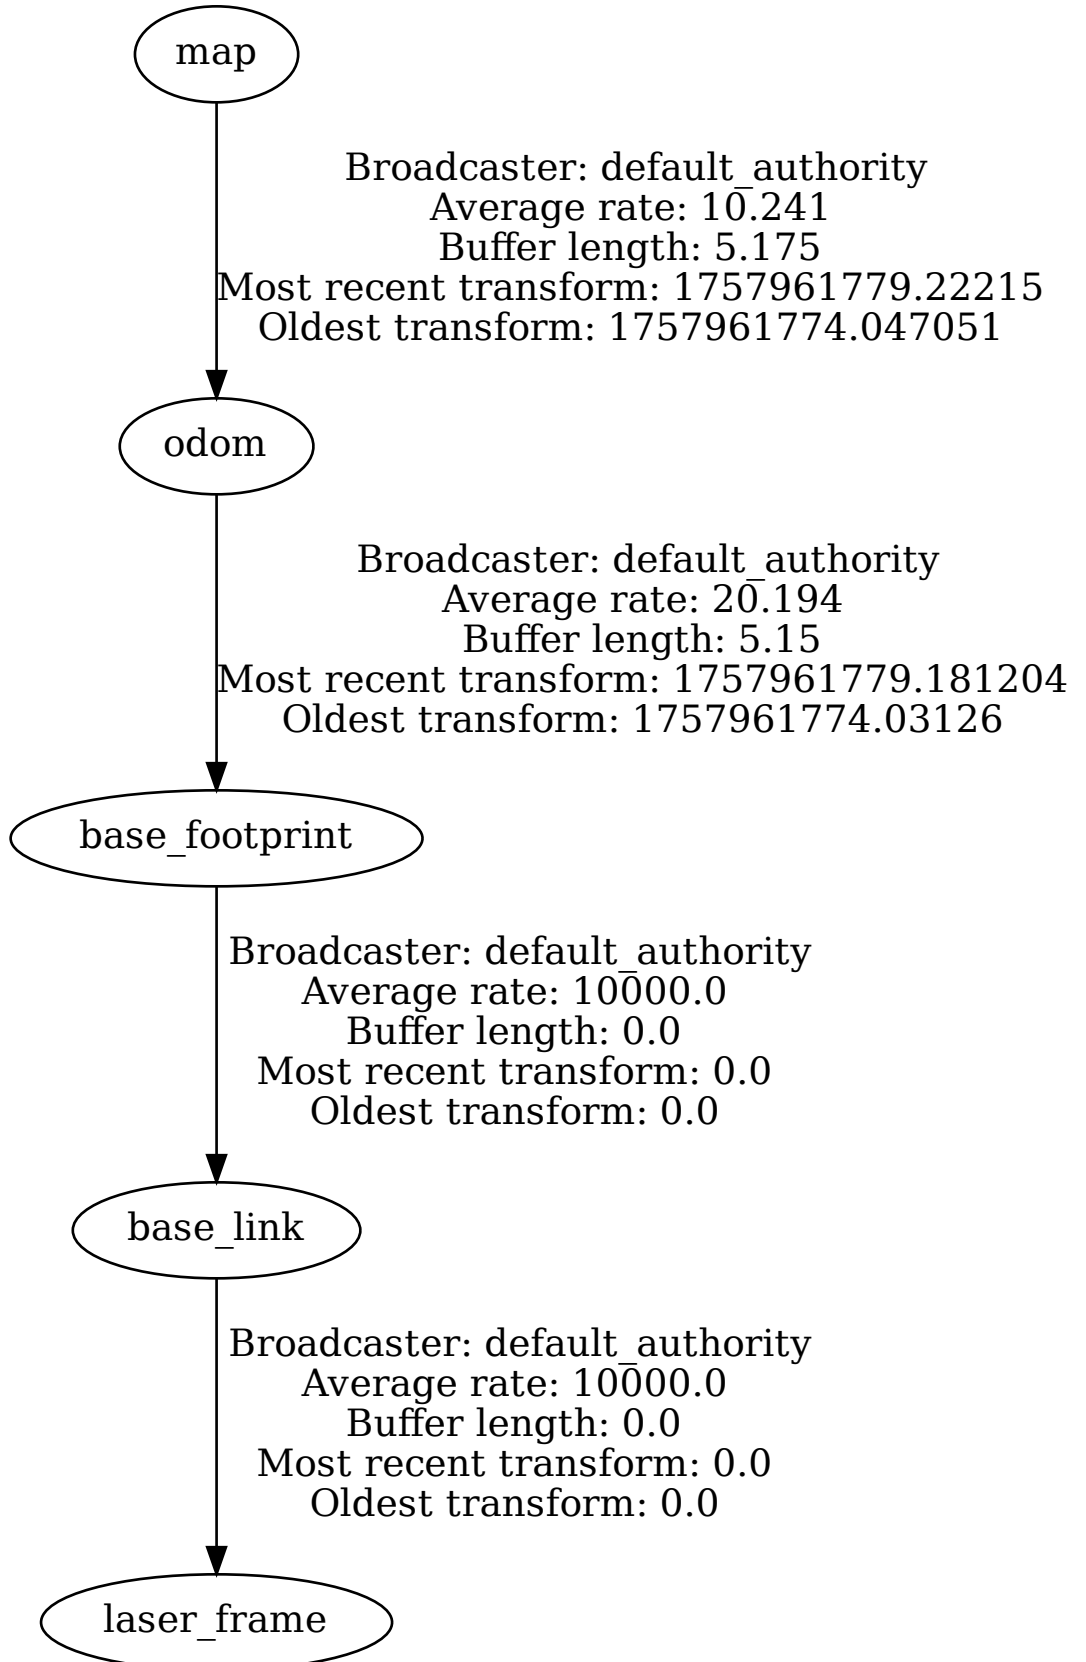 map
Broadcaster: default_authority
Average rate: 10.241
Buffer length: 5.175
Most recent transform: 1757961779.22215
Oldest transform: 1757961774.047051
odom
Broadcaster: default_authority
Average rate: 20.194
Buffer length: 5.15
Most recent transform: 1757961779.181204
Oldest transform: 1757961774.03126
base_footprint
Broadcaster: default_authority
Average rate: 10000.0
Buffer length: 0.0
Most recent transform: 0.0
Oldest transform: 0.0
base_link
Broadcaster: default_authority
Average rate: 10000.0
Buffer length: 0.0
Most recent transform: 0.0
Oldest transform: 0.0
laser_frame